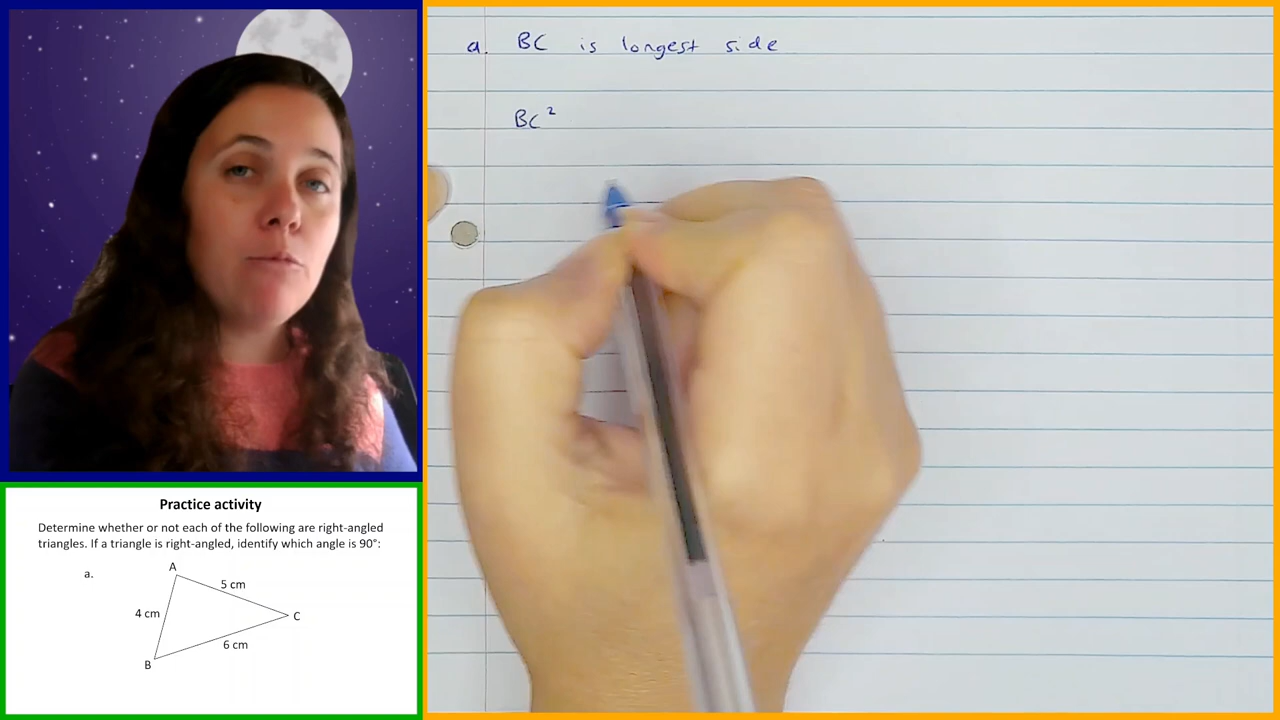 a. BC is longest side
BC²
Practice activity
Determine whether or not each of the following are right-angled
triangles. If a triangle is right-angled, identify which angle is 90°:
a.
A
5 cm
4 cm
C
6 cm
B